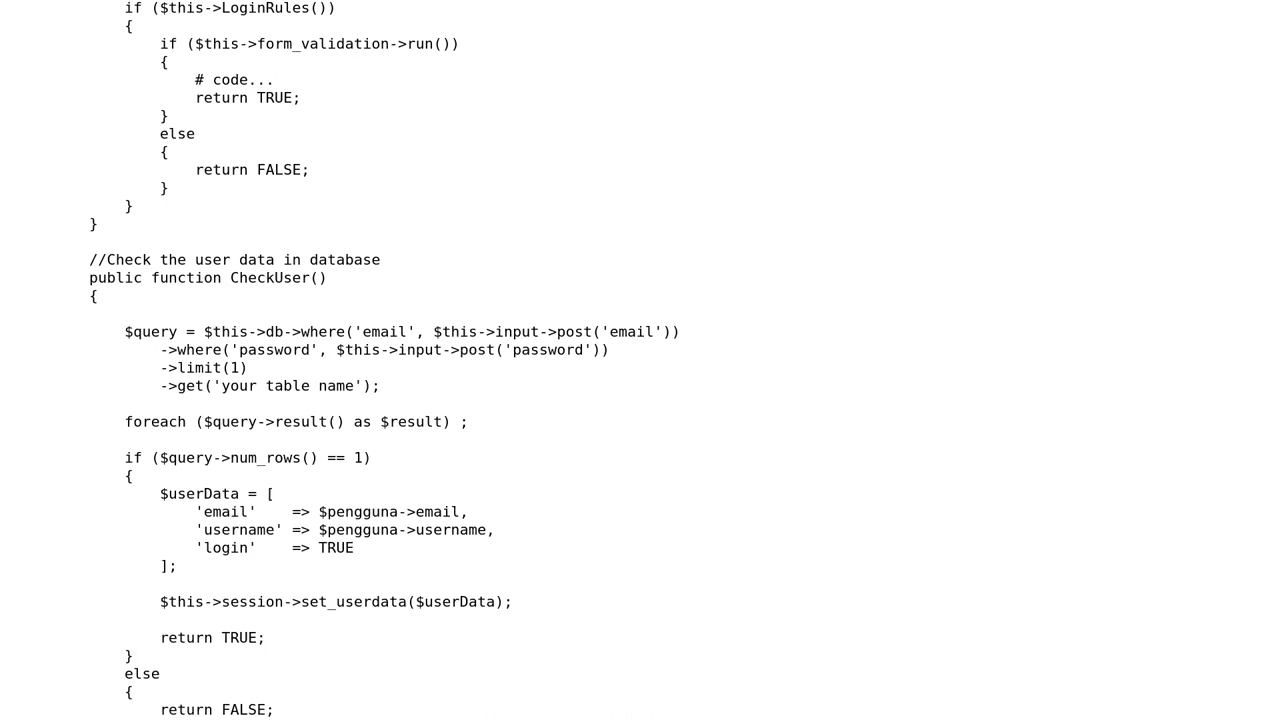 if ($this->LoginRules())
{
if ($this->form_validation->run())
{
# code...
return TRUE;
}
else
{
return FALSE;
}
}
}
//Check the user data in database
public function CheckUser()
{
$query = $this->db->where('email', $this->input->post('email'))
->where('password', $this->input->post('password'))
->limit(1)
->get('your table name');
foreach ($query->result() as $result) ;
if ($query->num_rows() == 1)
{
$userData = [
'email'    => $pengguna->email,
'username' => $pengguna->username,
'login'    => TRUE
];
$this->session->set_userdata($userData);
return TRUE;
}
else
{
return FALSE;